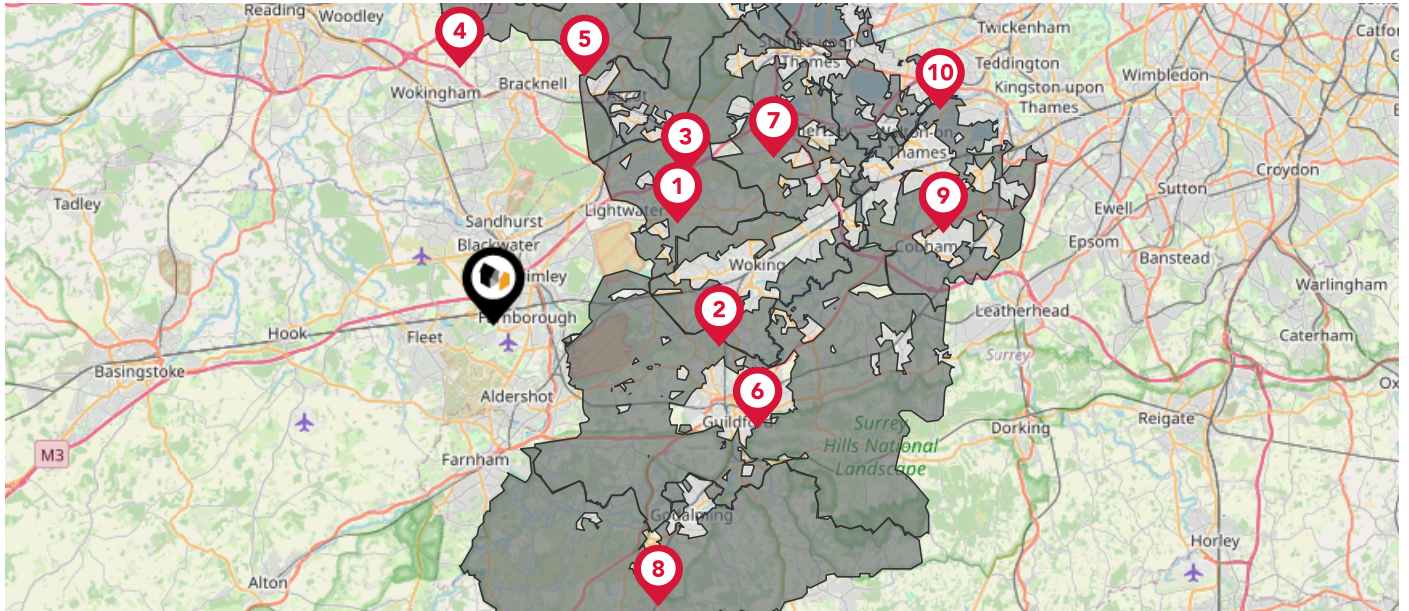 Reading
Woodley
4
5
Bracknell
Wokingham
Thames
Twickenham
Teddington
10
Kingston upon
Thames
Wimbledon
Croydon
7
3
1
Thames
9
Sutton
Ewell
Epsom
Banstead
Cobham
Tadley
Sandhurst
Blackwater
Lightwater
Woking
Warlingham
Leatherhead
Caterham
Hook
Fleet
2
Surrey
Basingstoke
Aldershot
6
Guildford
Surrey
Hills National
Landscape
Dorking
Reigate
M3
Farnham
Godalming
8
Alton
Horley